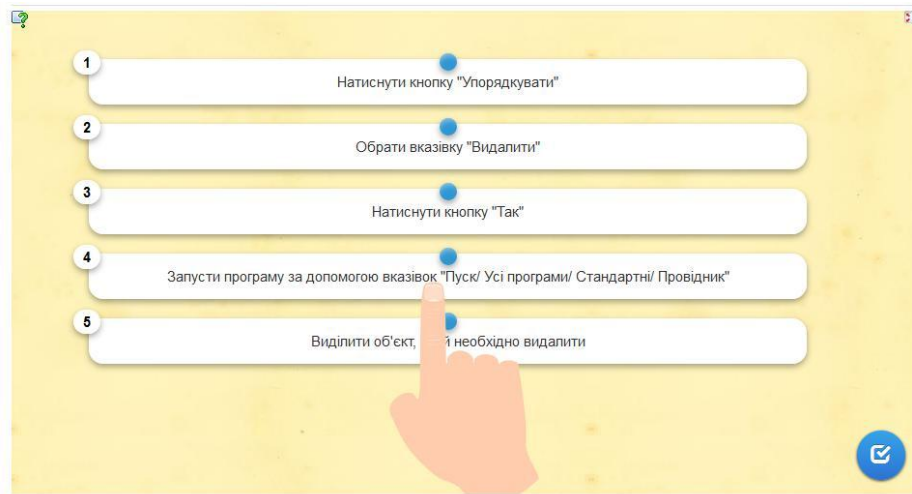 1
Натиснути кнопку "Упорядкувати"
2
Обрати вказівку "Видалити"
3
Натиснути кнопку "Так"
4
Запусти програму за допомогою вказівок "Пуск/ Усі програми/ Стандартні/ Провідник"
5
Виділити об'єкт, необхідно видалити